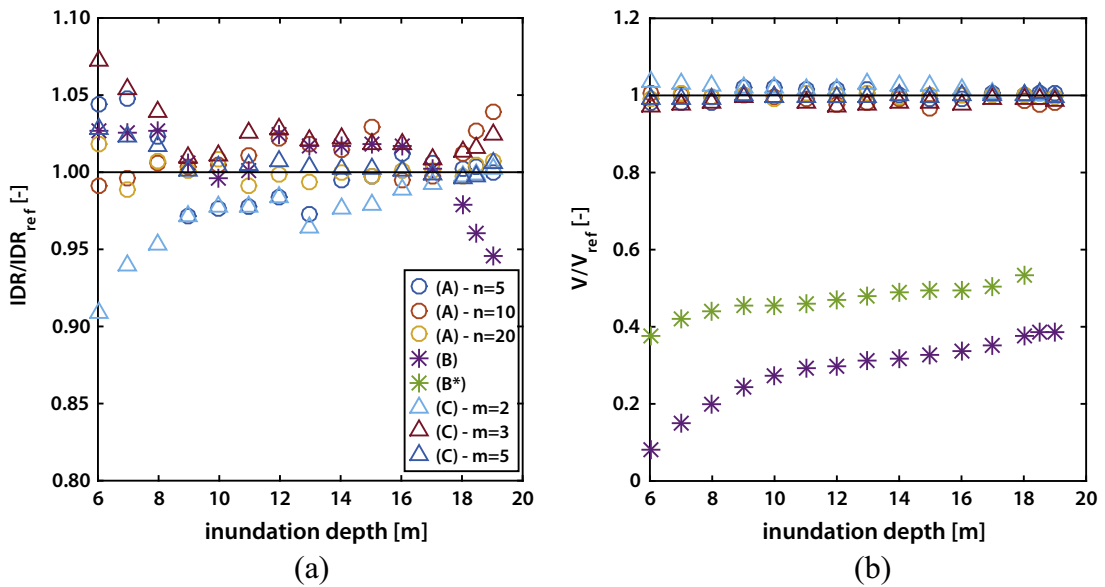 1.10
1.05
1.00
0.95
0.90
0.85
0.80
IDR/IDRref [-]
6 8 10 12 14 16 18 20
inundation depth [m]
(A) - n=5
(A) - n=10
(A) - n=20
(B)
(B*)
(C) - m=2
(C) - m=3
(C) - m=5
(a)
1.2
1
0.8
0.6
0.4
0.2
0
V/Vref [-]
6 8 10 12 14 16 18 20
inundation depth [m]
(b)